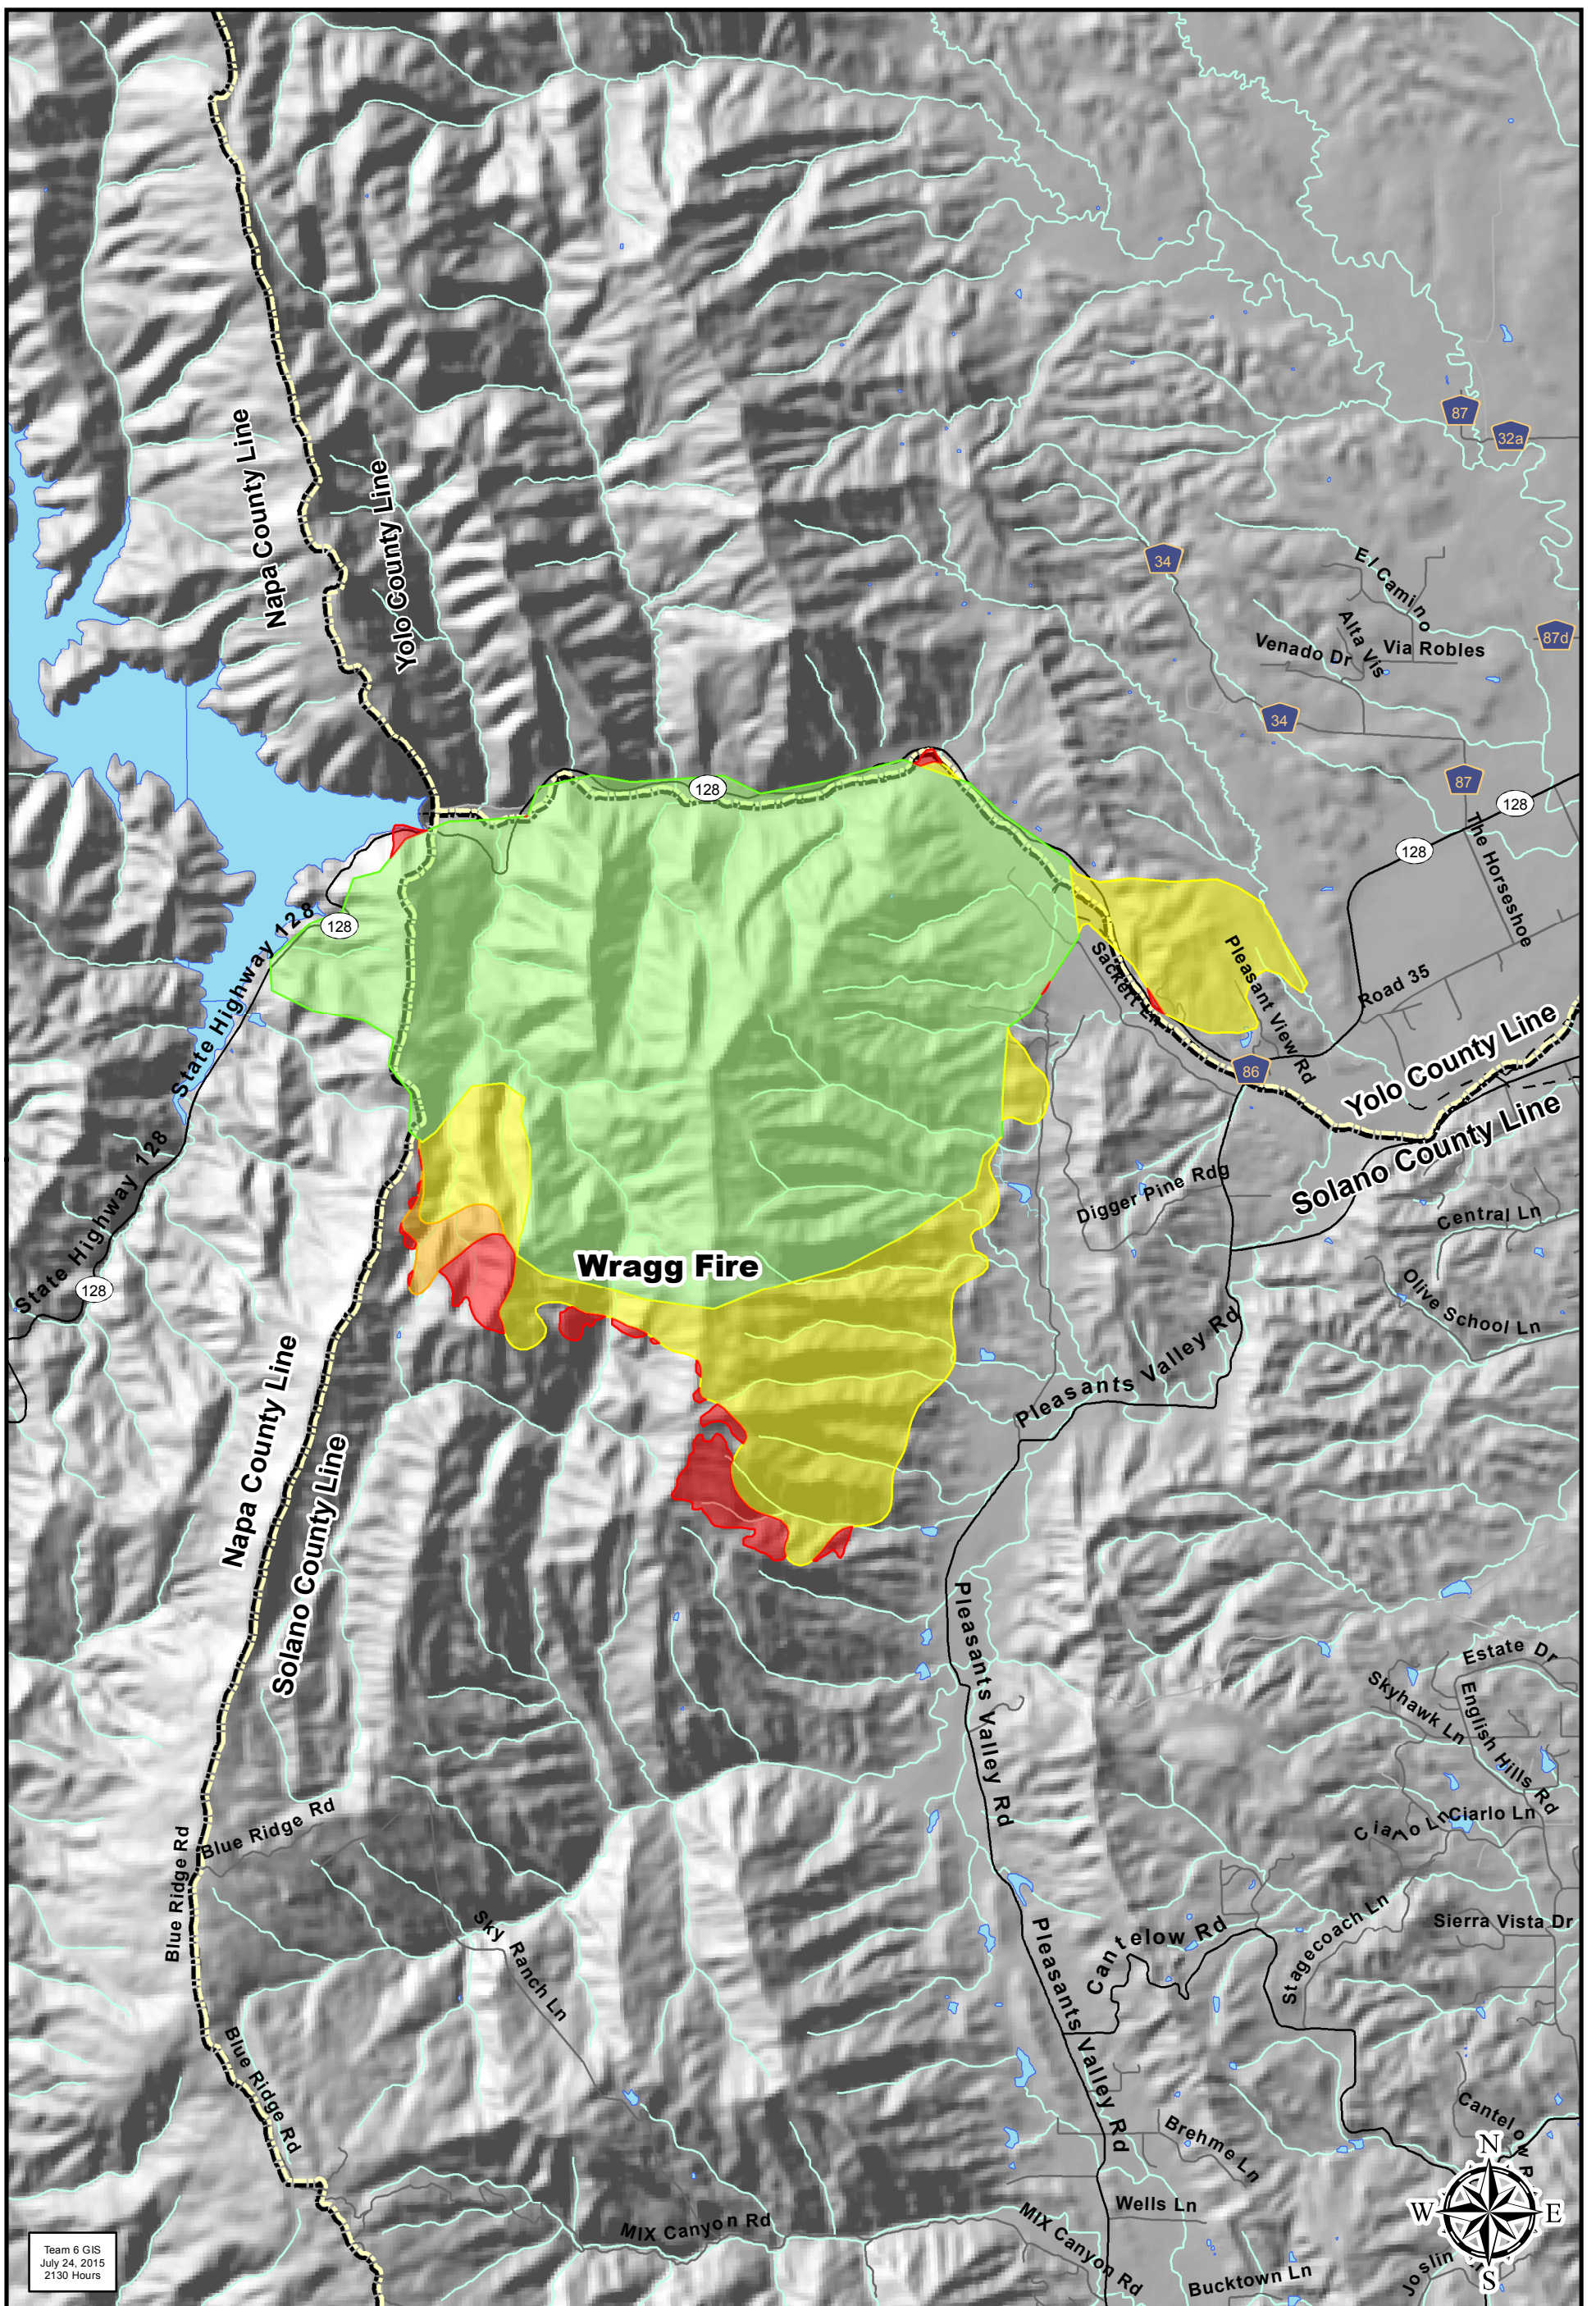 87
32a
Napa County Line
Yolo County Line
34
El Camino
Alta Vis
Venado Dr
Via Robles
87d
34
87
128
128
128
The Horseshoe
128
State Highway 128
Sackett Ln
Pleasant View Rd
Road 35
86
Yolo County Line
Solano County Line
State Highway 128
128
Digger Pine Rdg
Central Ln
Wragg Fire
Olive School Ln
Pleasants Valley Rd
Napa County Line
Solano County Line
Pleasants Valley Rd
Estate Dr
Skyhawk Ln
English Hills Rd
Ciarlo Ln
Ciarlo Ln
Blue Ridge Rd
Blue Ridge Rd
Sky Ranch Ln
Pleasants Valley Rd
Cantelow Rd
Stagecoach Ln
Sierra Vista Dr
Blue Ridge Rd
Brehme Ln
Cantelow R
N
W
E
S
Wells Ln
MIX Canyon Rd
MIX Canyon Rd
Bucktown Ln
Joslin
Team 6 GIS
July 24, 2015
2130 Hours